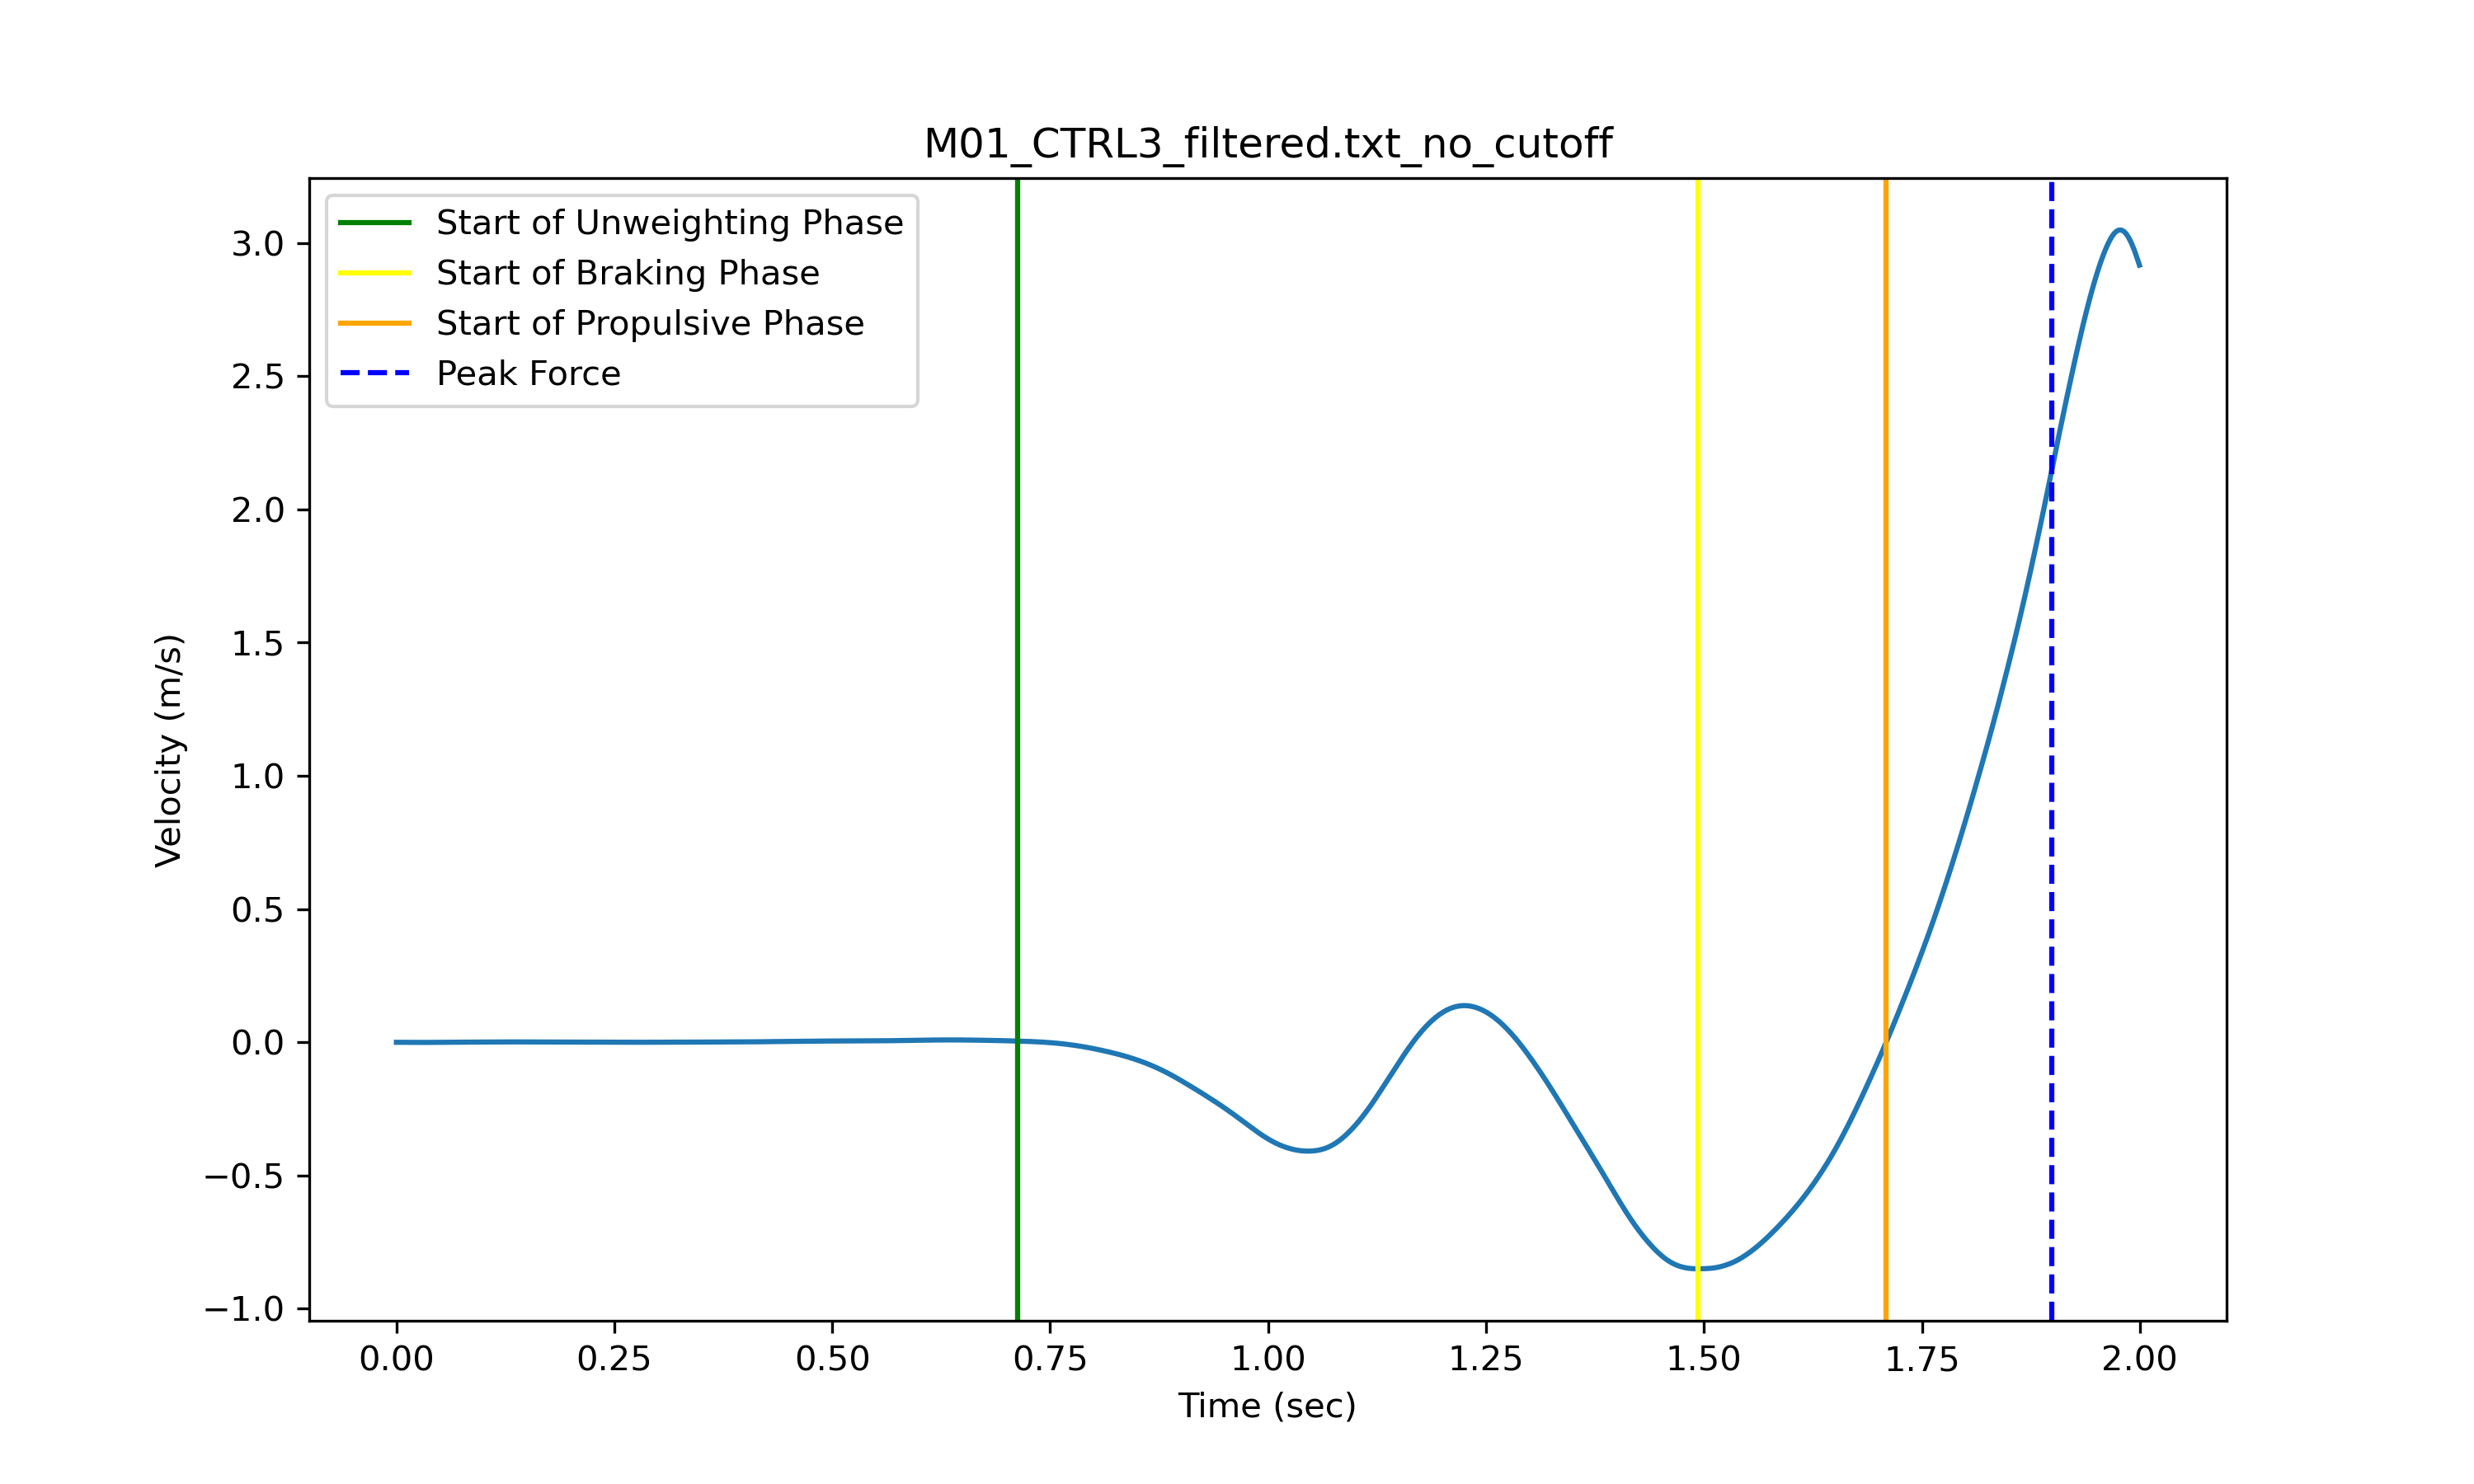 M01_CTRL3_filtered.txt_no_cutoff
Start of Unweighting Phase
Start of Braking Phase
Start of Propulsive Phase
Peak Force
3.0
2.5
2.0
1.5
1.0
0.5
0.0
−0.5
−1.0
Velocity (m/s)
0.00 0.25 0.50 0.75 1.00 1.25 1.50 1.75 2.00
Time (sec)